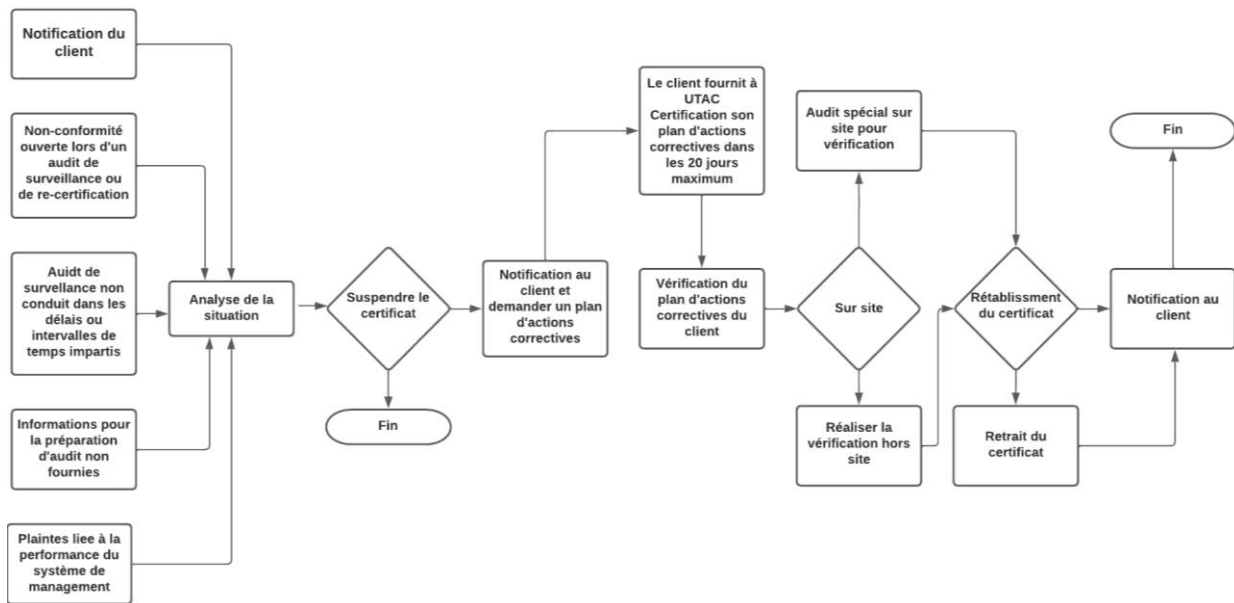 Notification du
client
Non-conformité
ouverte lors d'un
audit de
surveillance ou
de re-certification
Auidt de
survellance non
conduit dans les
délais ou
intervalles de
temps impartis
Informations pour
la préparation
d'audit non
fournies
Plaintes liee à la
performance du
système de
management
Analyse de la
situation
Suspendre le
certificat
Fin
Notification au
client et
demander un plan
d'actions
correctives
Le client fournit à
UTAC
Certification son
plan d'actions
correctives dans
les 20 jours
maximum
Vérification du
plan d'actions
correctives du
client
Sur site
Audit spécial sur
site pour
vérification
Réaliser la
vérification hors
site
Rétablissment
du certificat
Retrait du
certificat
Notification au
client
Fin